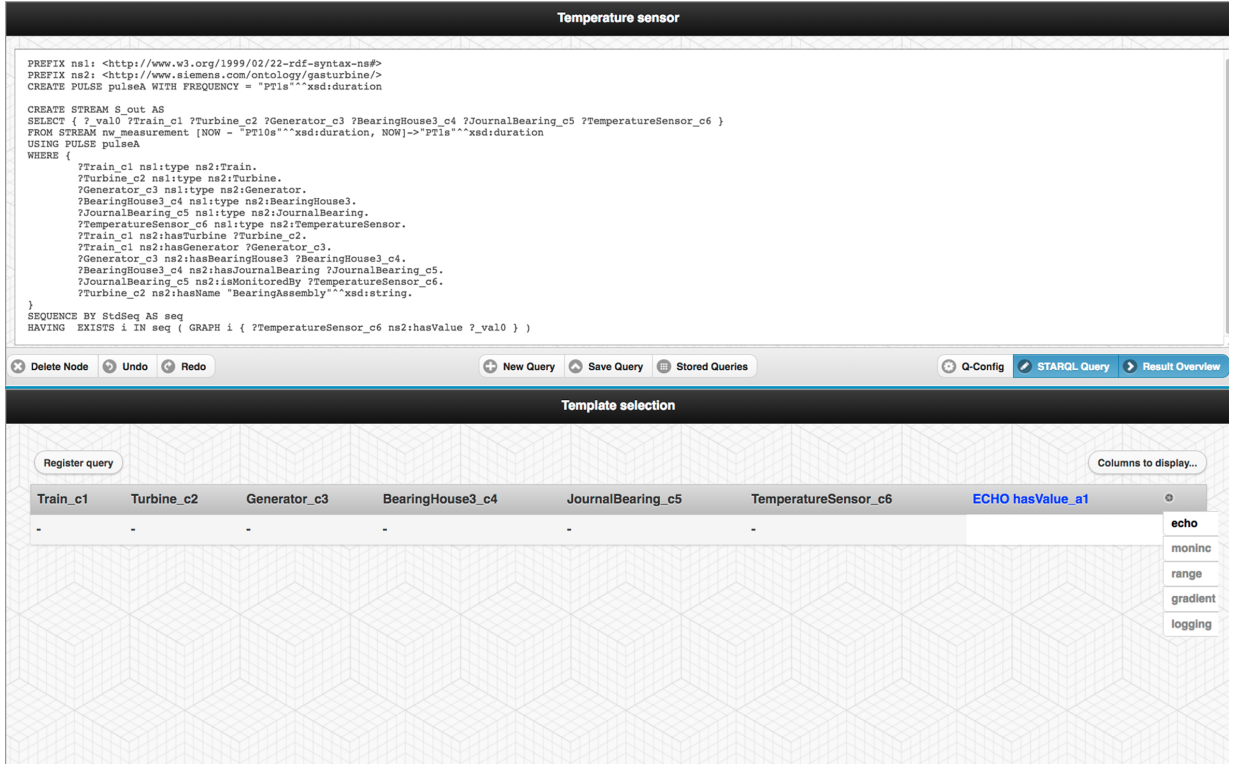 Temperature sensor
PREFIX ns1: <http://www.w3.org/1999/02/22-rdf-syntax-ns#>
PREFIX ns2: <http://www.siemens.com/ontology/gasturbine/>
CREATE PULSE pulseA WITH FREQUENCY = "PT1s"^^xsd:duration
CREATE STREAM S_out AS
SELECT { ?_val0 ?Train_c1 ?Turbine_c2 ?Generator_c3 ?BearingHouse3_c4 ?JournalBearing_c5 ?TemperatureSensor_c6 }
FROM STREAM nw_measurement [NOW - "PT10s"^^xsd:duration, NOW]->"PT1s"^^xsd:duration
USING PULSE pulseA
WHERE {
?Train_c1 ns1:type ns2:Train.
?Turbine_c2 ns1:type ns2:Turbine.
?Generator_c3 ns1:type ns2:Generator.
?BearingHouse3_c4 ns1:type ns2:BearingHouse3.
?JournalBearing_c5 ns1:type ns2:JournalBearing.
?TemperatureSensor_c6 ns1:type ns2:TemperatureSensor.
?Train_c1 ns2:hasTurbine ?Turbine_c2.
?Train_c1 ns2:hasGenerator ?Generator_c3.
?Generator_c3 ns2:hasBearingHouse3 ?BearingHouse3_c4.
?BearingHouse3_c4 ns2:hasJournalBearing ?JournalBearing_c5.
?JournalBearing_c5 ns2:isMonitoredBy ?TemperatureSensor_c6.
?Turbine_c2 ns2:hasName "BearingAssembly"^^xsd:string.
}
SEQUENCE BY StdSeq AS seq
HAVING  EXISTS i IN seq ( GRAPH i { ?TemperatureSensor_c6 ns2:hasValue ?_val0 } )
Delete Node Undo Redo New Query Save Query Stored Queries Q-Config STARQL Query Result Overview
Template selection
Register query Columns to display...
Train_c1 Turbine_c2 Generator_c3 BearingHouse3_c4 JournalBearing_c5 TemperatureSensor_c6 ECHO hasValue_a1
- - - - - -
echo
moninc
range
gradient
logging